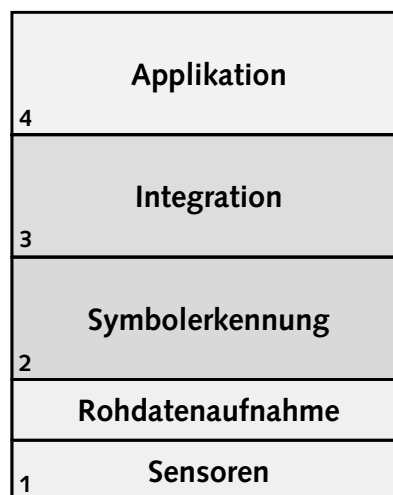 Applikation
4
Integration
3
Symbolerkennung
2
Rohdatenaufnahme
Sensoren
1